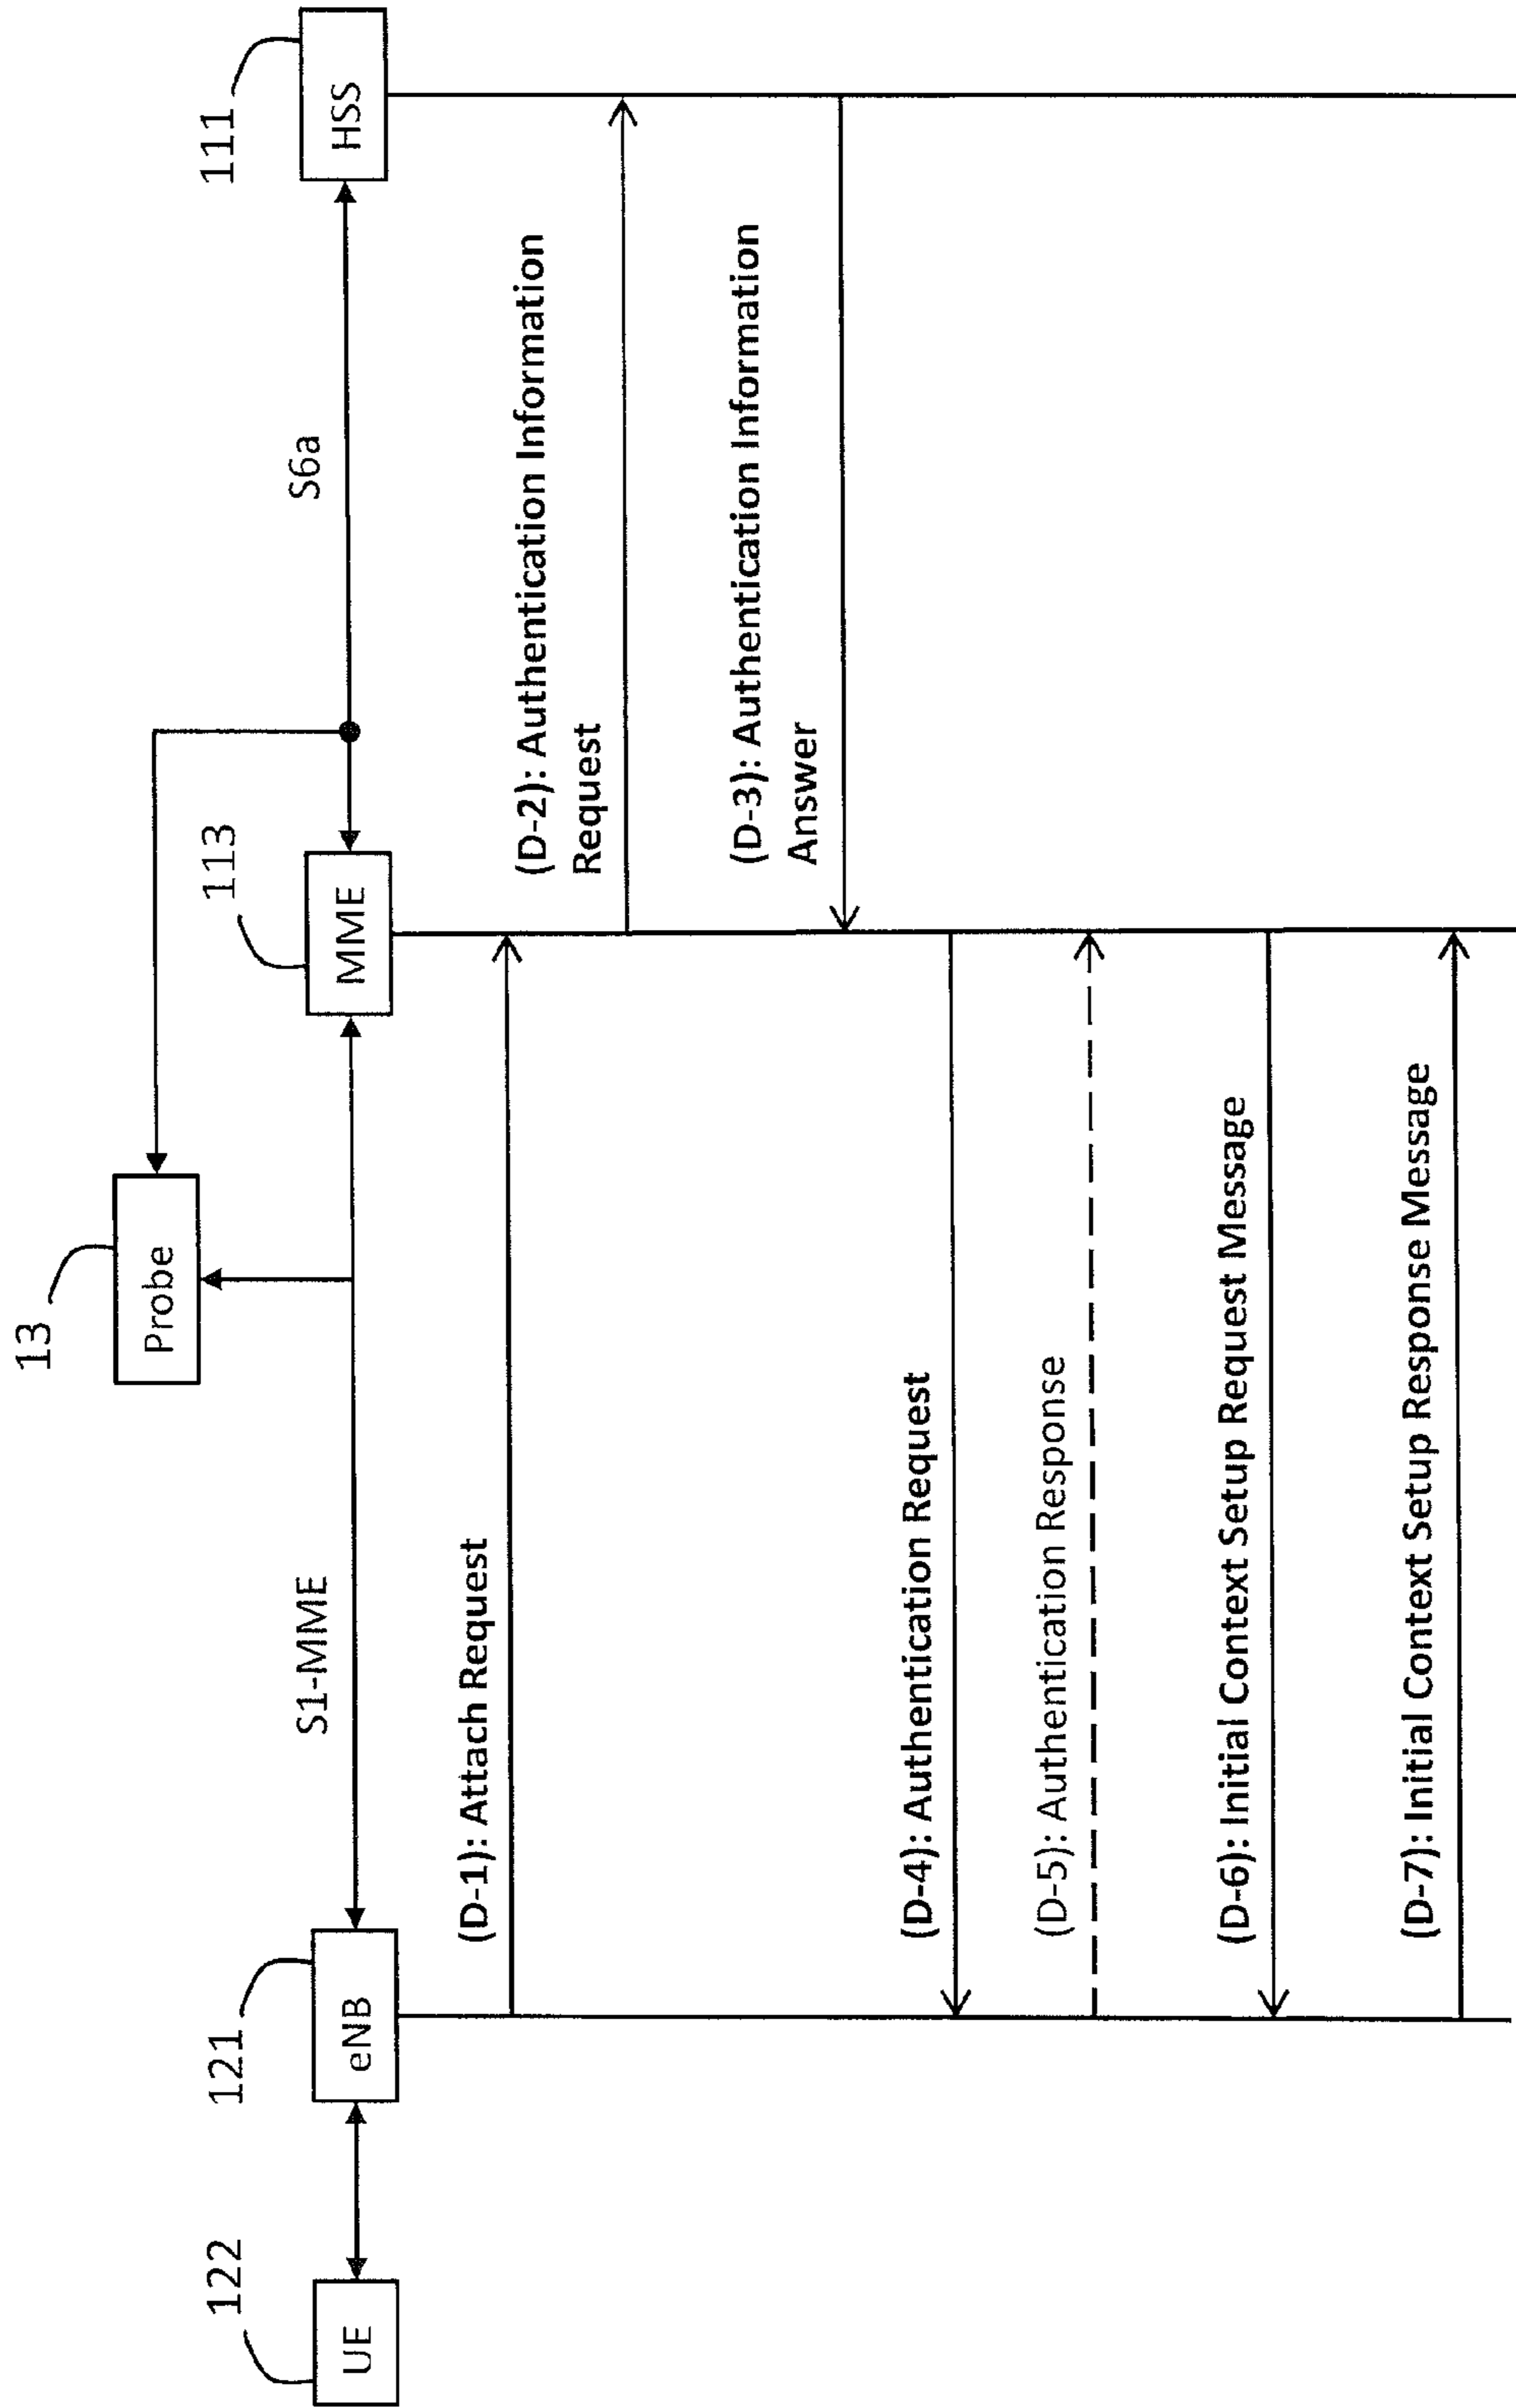 13
Probe
122
UE
121
eNB
S1-MME
113
MME
S6a
111
HSS
(D-1): Attach Request
(D-2): Authentication Information
Request
(D-3): Authentication Information
Answer
(D-4): Authentication Request
(D-5): Authentication Response
(D-6): Initial Context Setup Request Message
(D-7): Initial Context Setup Response Message